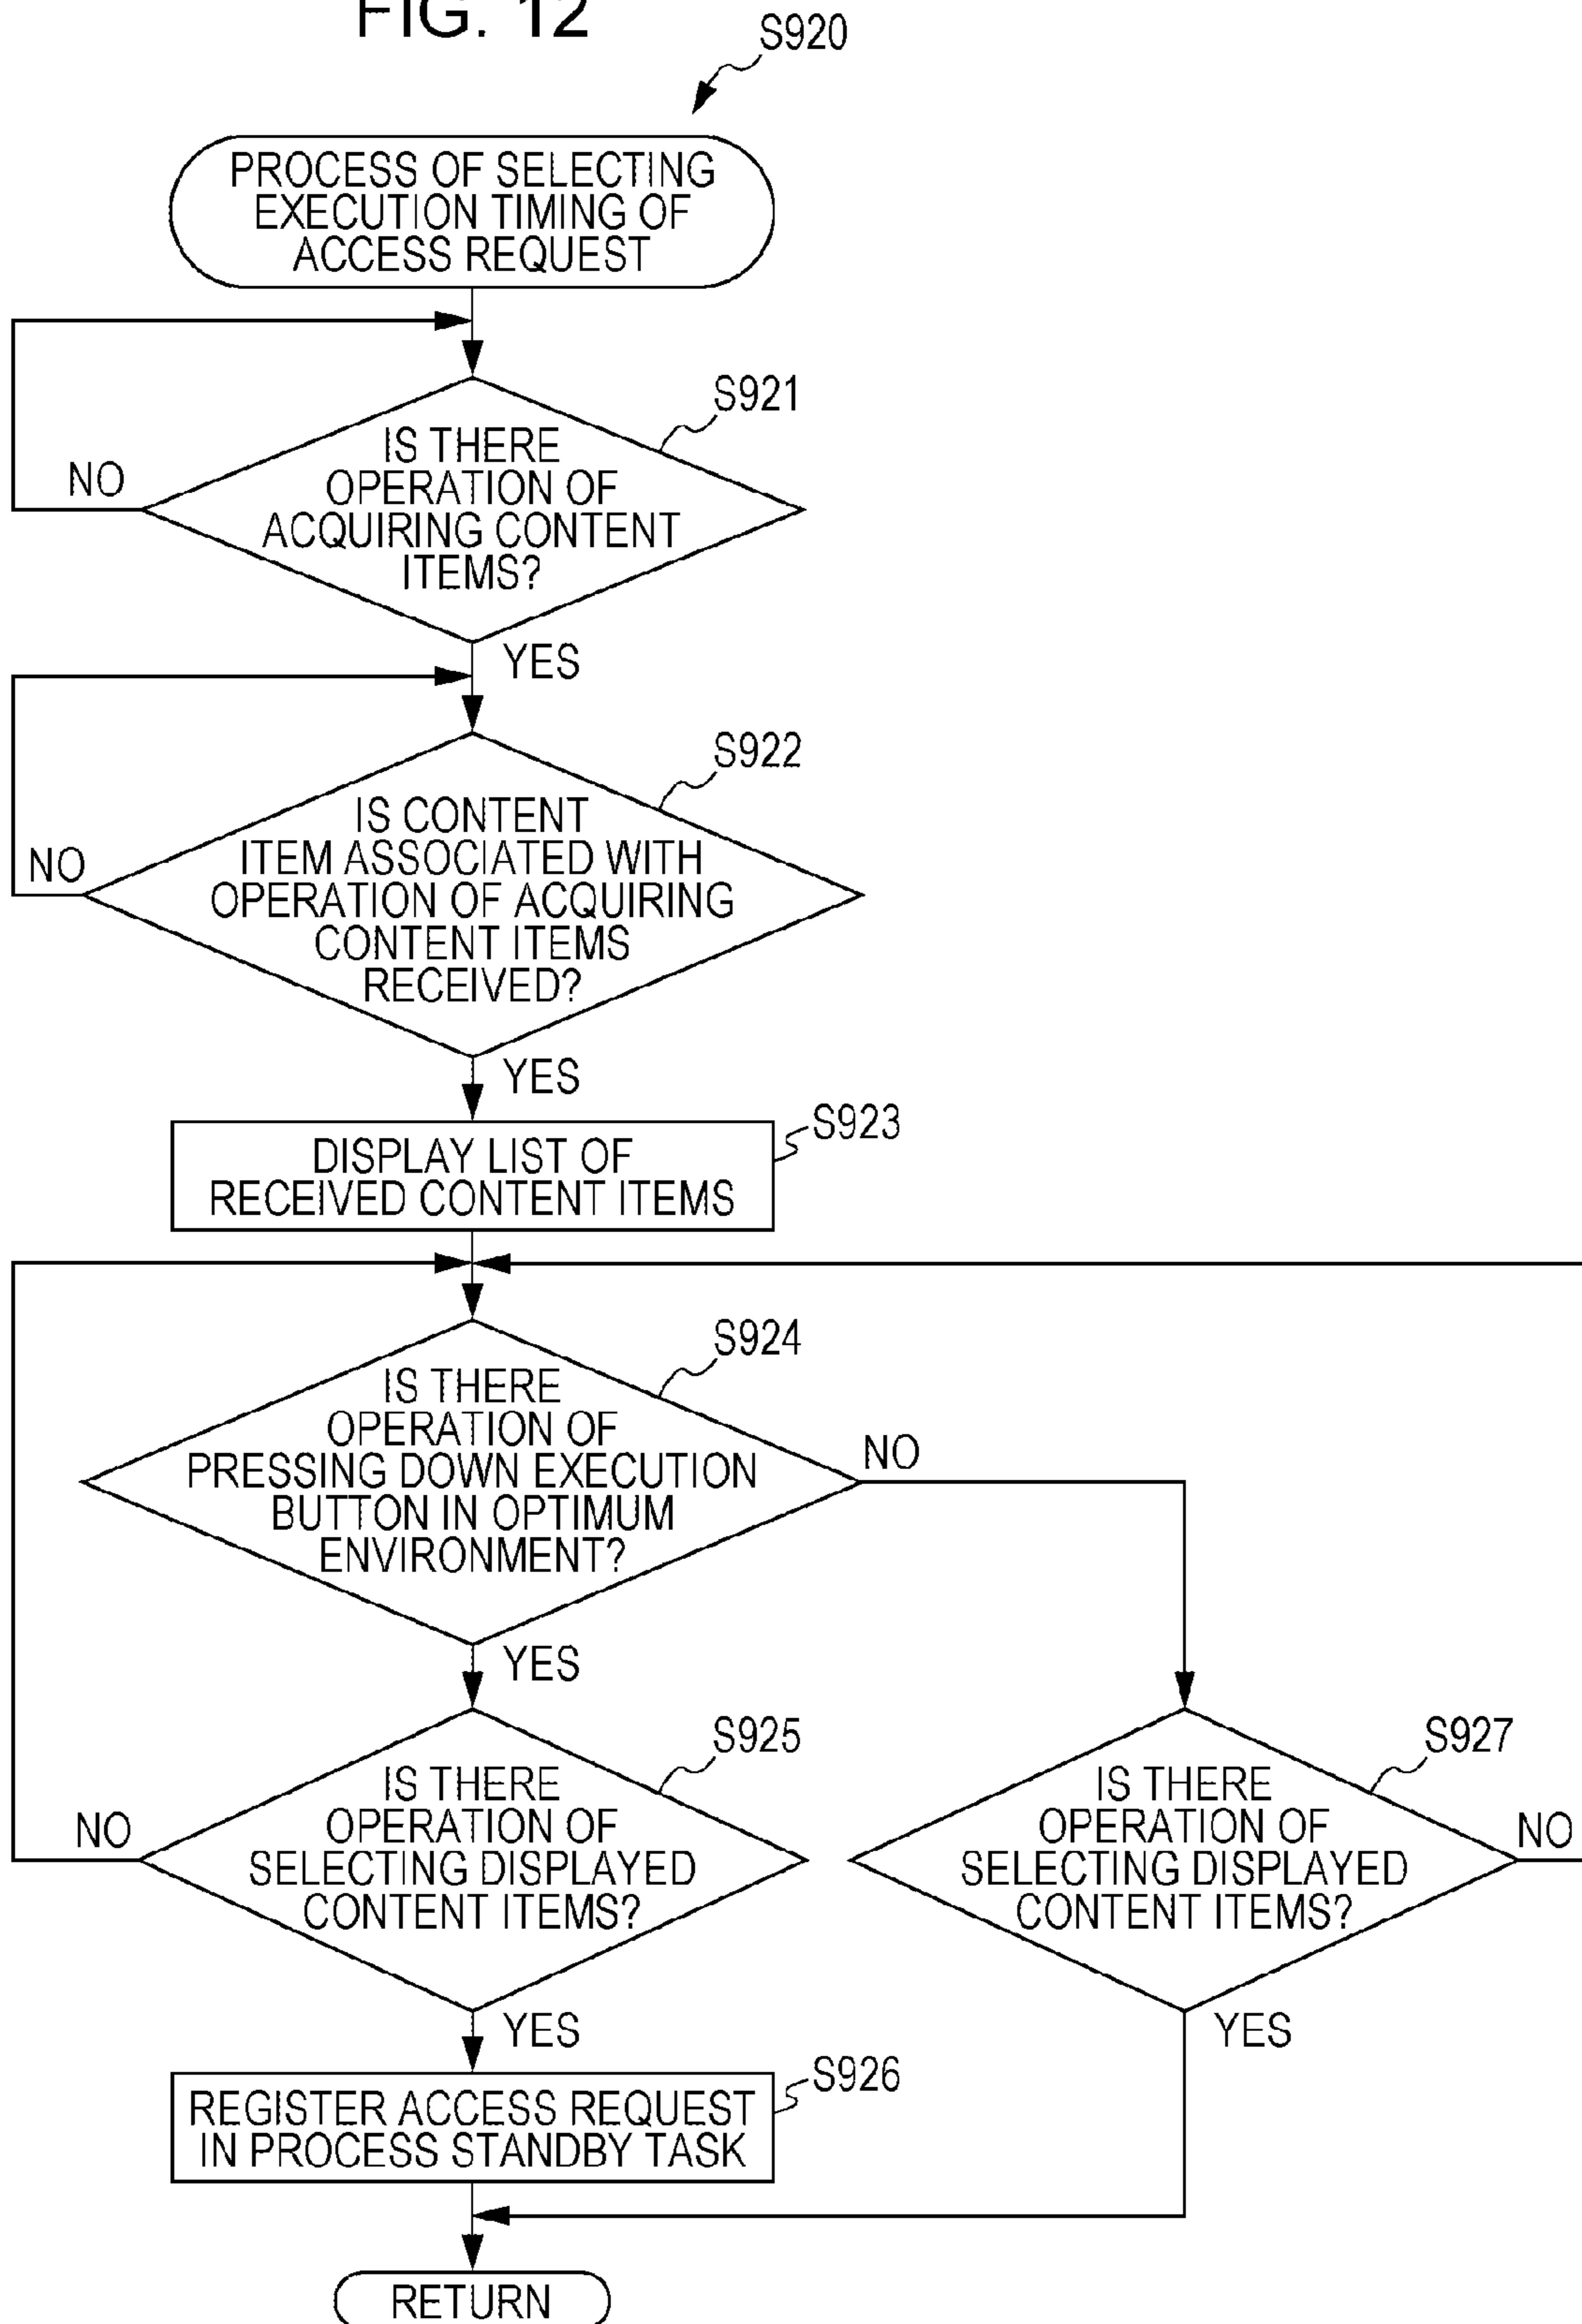 FIG. 12
S920
PROCESS OF SELECTING
EXECUTION TIMING OF
ACCESS REQUEST
S921
IS THERE
OPERATION OF
ACQUIRING CONTENT
ITEMS?
NO
YES
S922
IS CONTENT
ITEM ASSOCIATED WITH
OPERATION OF ACQUIRING
CONTENT ITEMS
RECEIVED?
NO
YES
S923
DISPLAY LIST OF
RECEIVED CONTENT ITEMS
S924
IS THERE
OPERATION OF
PRESSING DOWN EXECUTION
BUTTON IN OPTIMUM
ENVIRONMENT?
NO
YES
S925
IS THERE
OPERATION OF
SELECTING DISPLAYED
CONTENT ITEMS?
NO
YES
S927
IS THERE
OPERATION OF
SELECTING DISPLAYED
CONTENT ITEMS?
NO
YES
S926
REGISTER ACCESS REQUEST
IN PROCESS STANDBY TASK
RETURN